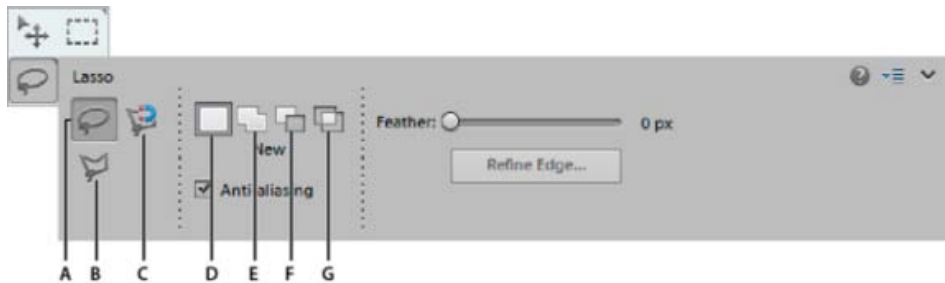 Lasso
Feather: 0 px
New
Refine Edge...
Anti-aliasing
A B C D E F G